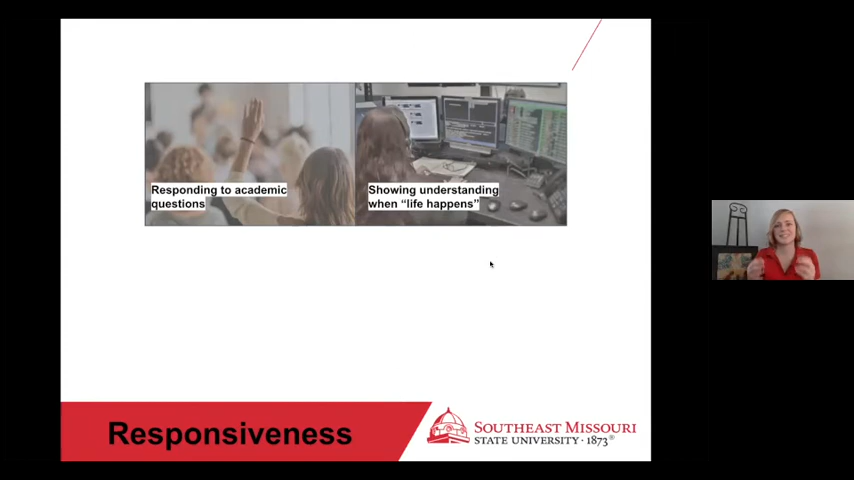 Responding to academic
questions
Showing understanding
when “life happens”
Responsiveness
SOUTHEAST MISSOURI
STATE UNIVERSITY · 1873®